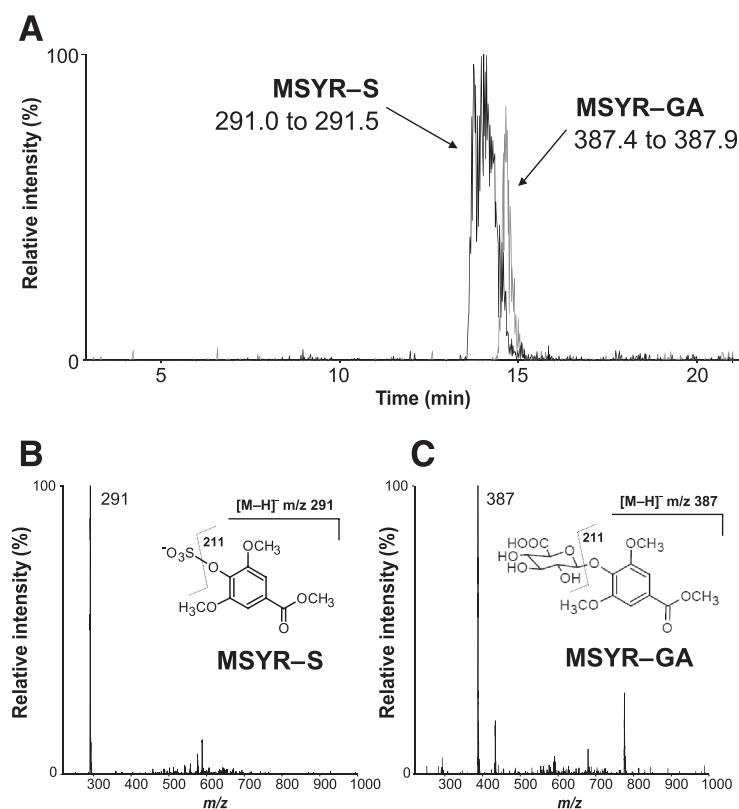 A
100
Relative intensity (%)
0
MSYR–S
291.0 to 291.5
MSYR–GA
387.4 to 387.9
5 10 15 20
Time (min)
B
100
Relative intensity (%)
0
291
[M–H]⁻ m/z 291
211
⁻O₃S
O
OCH₃
H₃CO
OCH₃
O
MSYR–S
300 400 500 600 700 800 900 1000
m/z
C
100
Relative intensity (%)
0
387
[M–H]⁻ m/z 387
211
HOOC
HO
HO
OH
O
O
OCH₃
H₃CO
OCH₃
O
MSYR–GA
300 400 500 600 700 800 900 1000
m/z